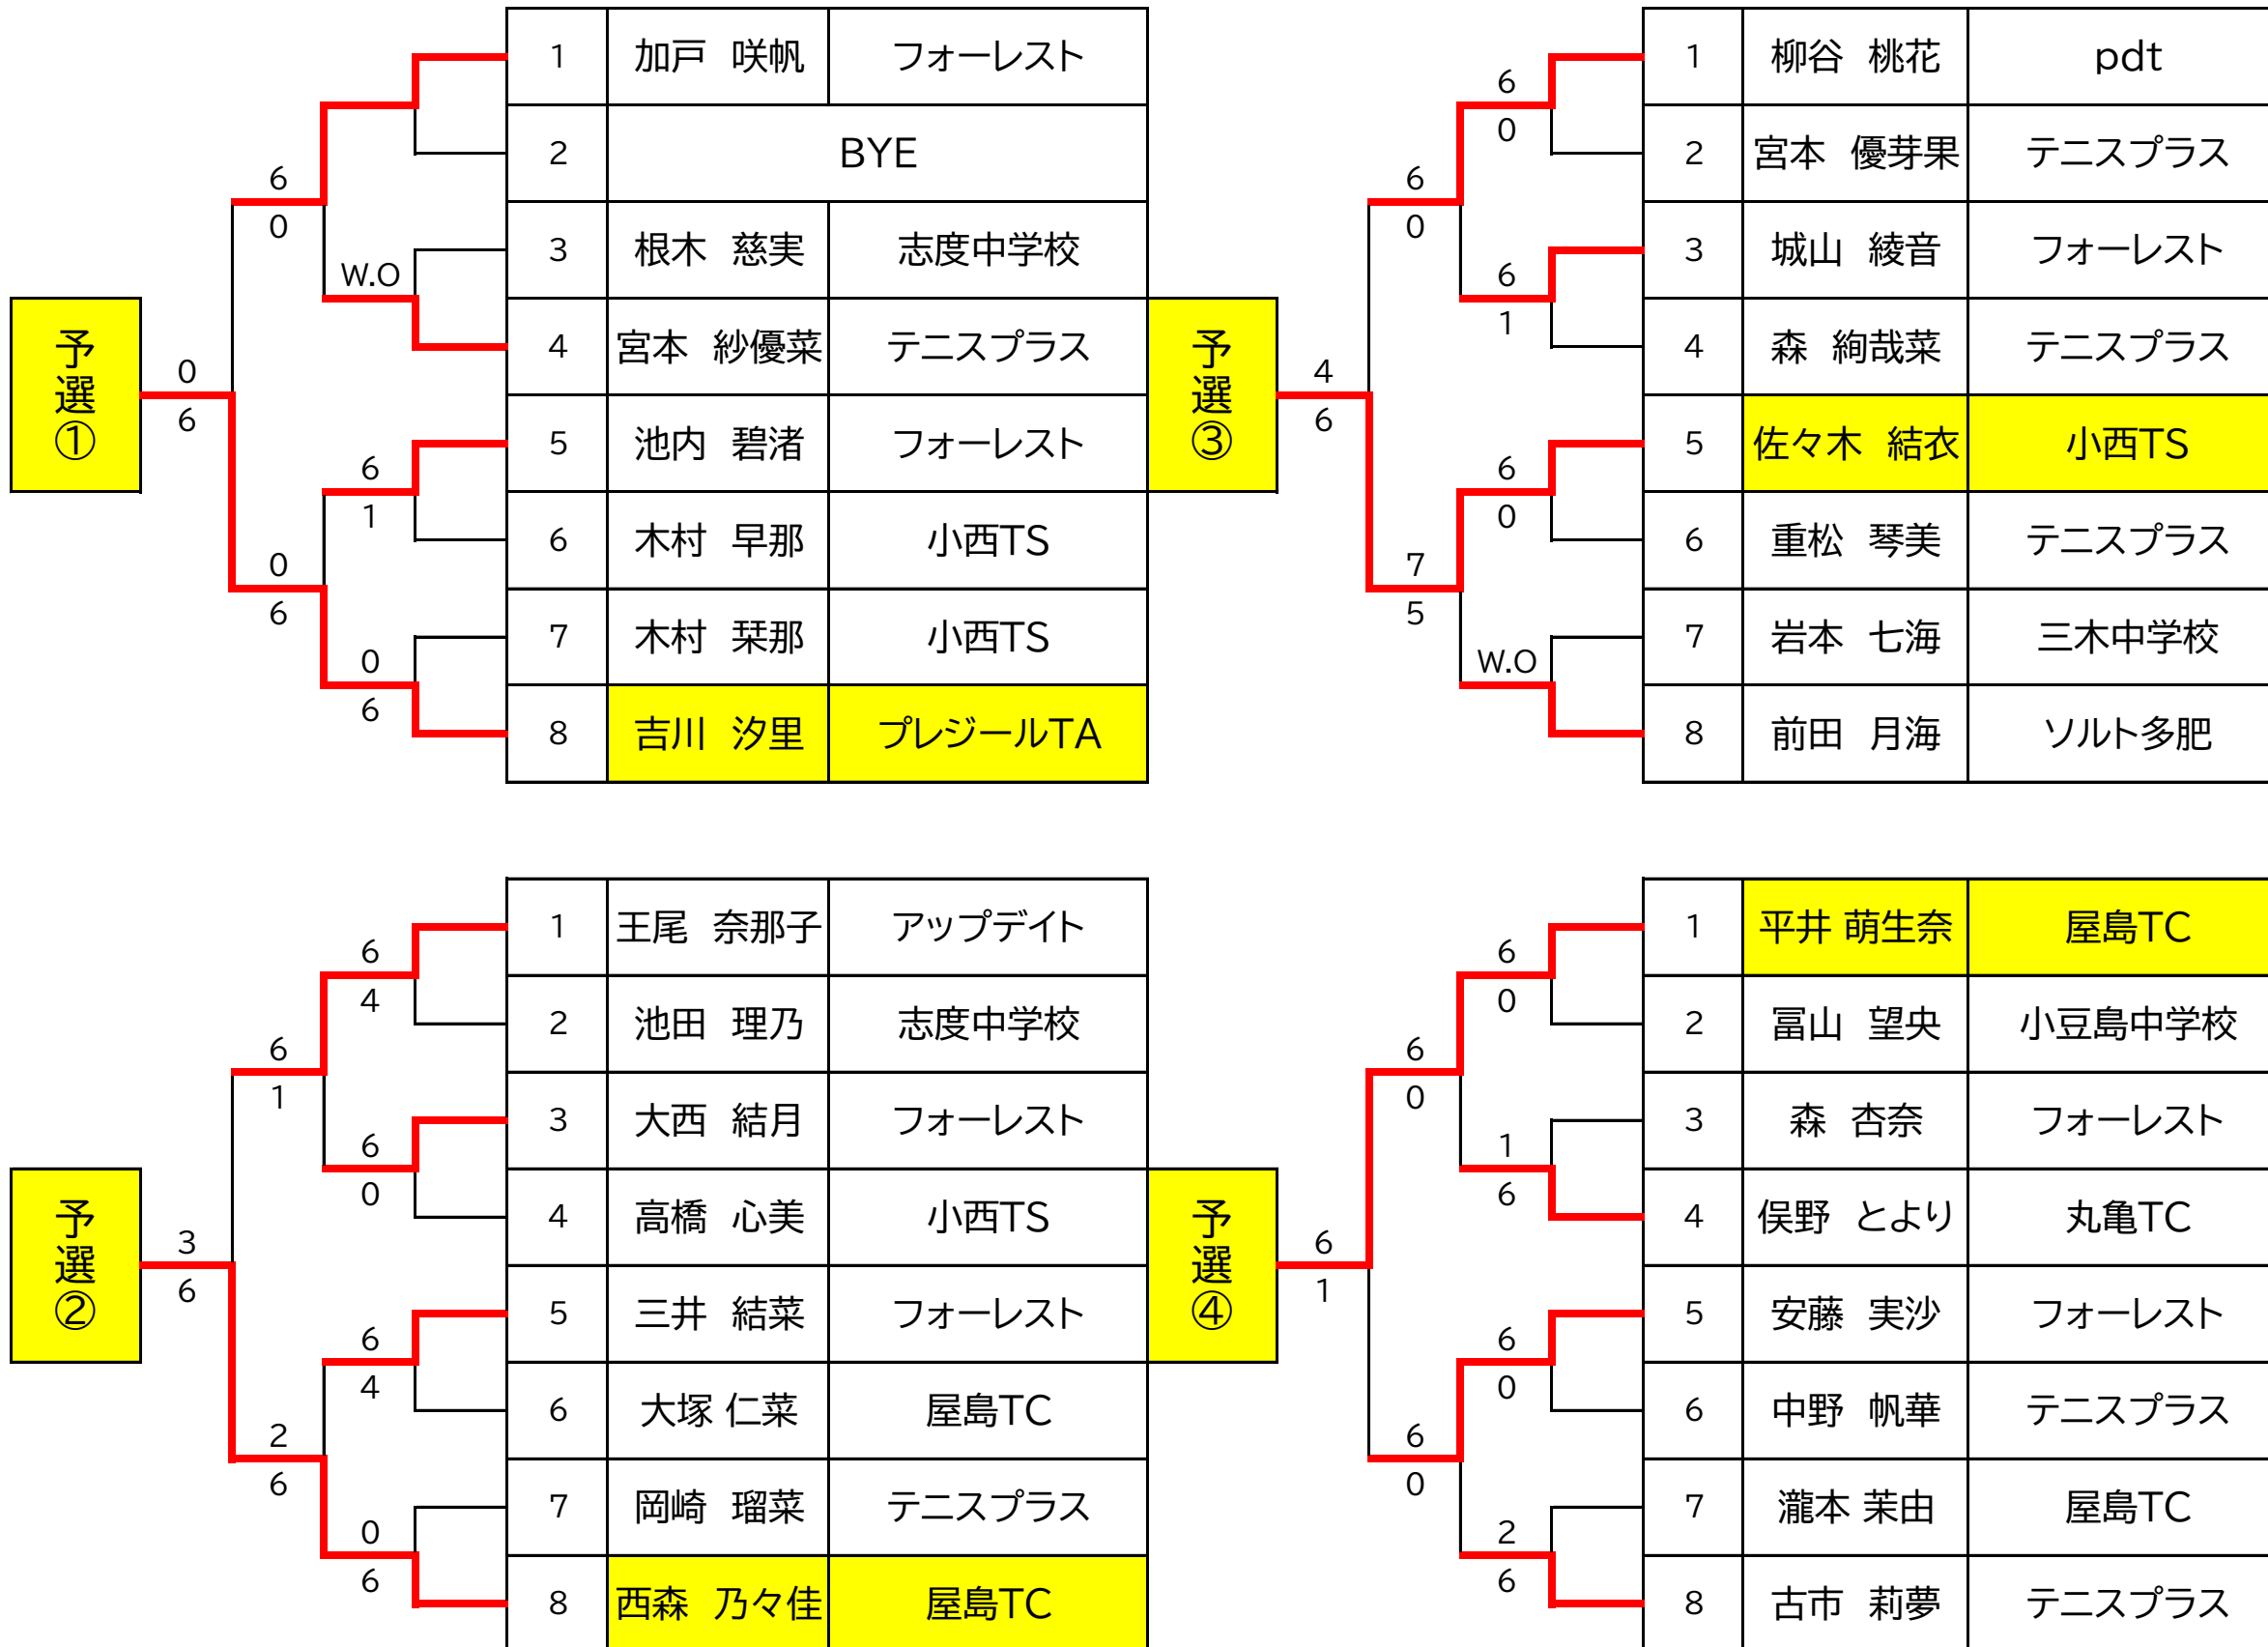 予選①
1 加戸 咲帆 フォーレスト
2 BYE
3 根木 慈実 志度中学校
4 宮本 紗優菜 テニスプラス
5 池内 碧渚 フォーレスト
6 木村 早那 小西TS
7 木村 栞那 小西TS
8 吉川 汐里 プレジールTA
W.O
6 1
0 6
6 0
0 6
0 6
予選③
1 柳谷 桃花 pdt
2 宮本 優芽果 テニスプラス
3 城山 綾音 フォーレスト
4 森 絢哉菜 テニスプラス
5 佐々木 結衣 小西TS
6 重松 琴美 テニスプラス
7 岩本 七海 三木中学校
8 前田 月海 ソルト多肥
6 0
6 1
6 0
W.O
6 0
7 5
4 6
予選②
1 王尾 奈那子 アップデイト
2 池田 理乃 志度中学校
3 大西 結月 フォーレスト
4 高橋 心美 小西TS
5 三井 結菜 フォーレスト
6 大塚 仁菜 屋島TC
7 岡崎 瑠菜 テニスプラス
8 西森 乃々佳 屋島TC
6 4
6 0
6 4
0 6
6 1
2 6
3 6
予選④
1 平井 萌生奈 屋島TC
2 冨山 望央 小豆島中学校
3 森 杏奈 フォーレスト
4 俣野 とより 丸亀TC
5 安藤 実沙 フォーレスト
6 中野 帆華 テニスプラス
7 瀧本 茉由 屋島TC
8 古市 莉夢 テニスプラス
6 0
1 6
6 0
2 6
6 0
6 0
6 1